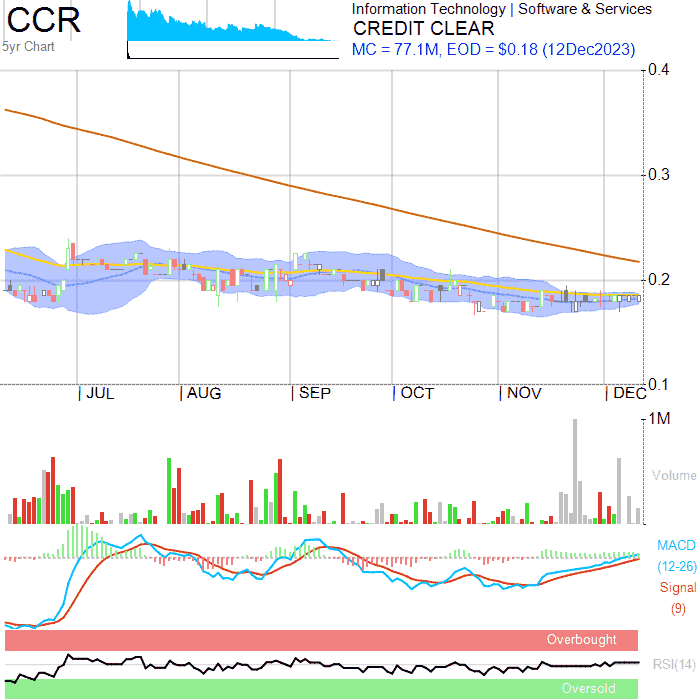 CCR
5yr Chart
Information Technology | Software & Services
CREDIT CLEAR
MC = 77.1M, EOD = $0.18 (12Dec2023)
0.4
0.3
0.2
0.1
| JUL | AUG | SEP | OCT | NOV | DEC
1M
Volume
MACD
(12-26)
Signal
(9)
Overbought
RSI(14)
Oversold